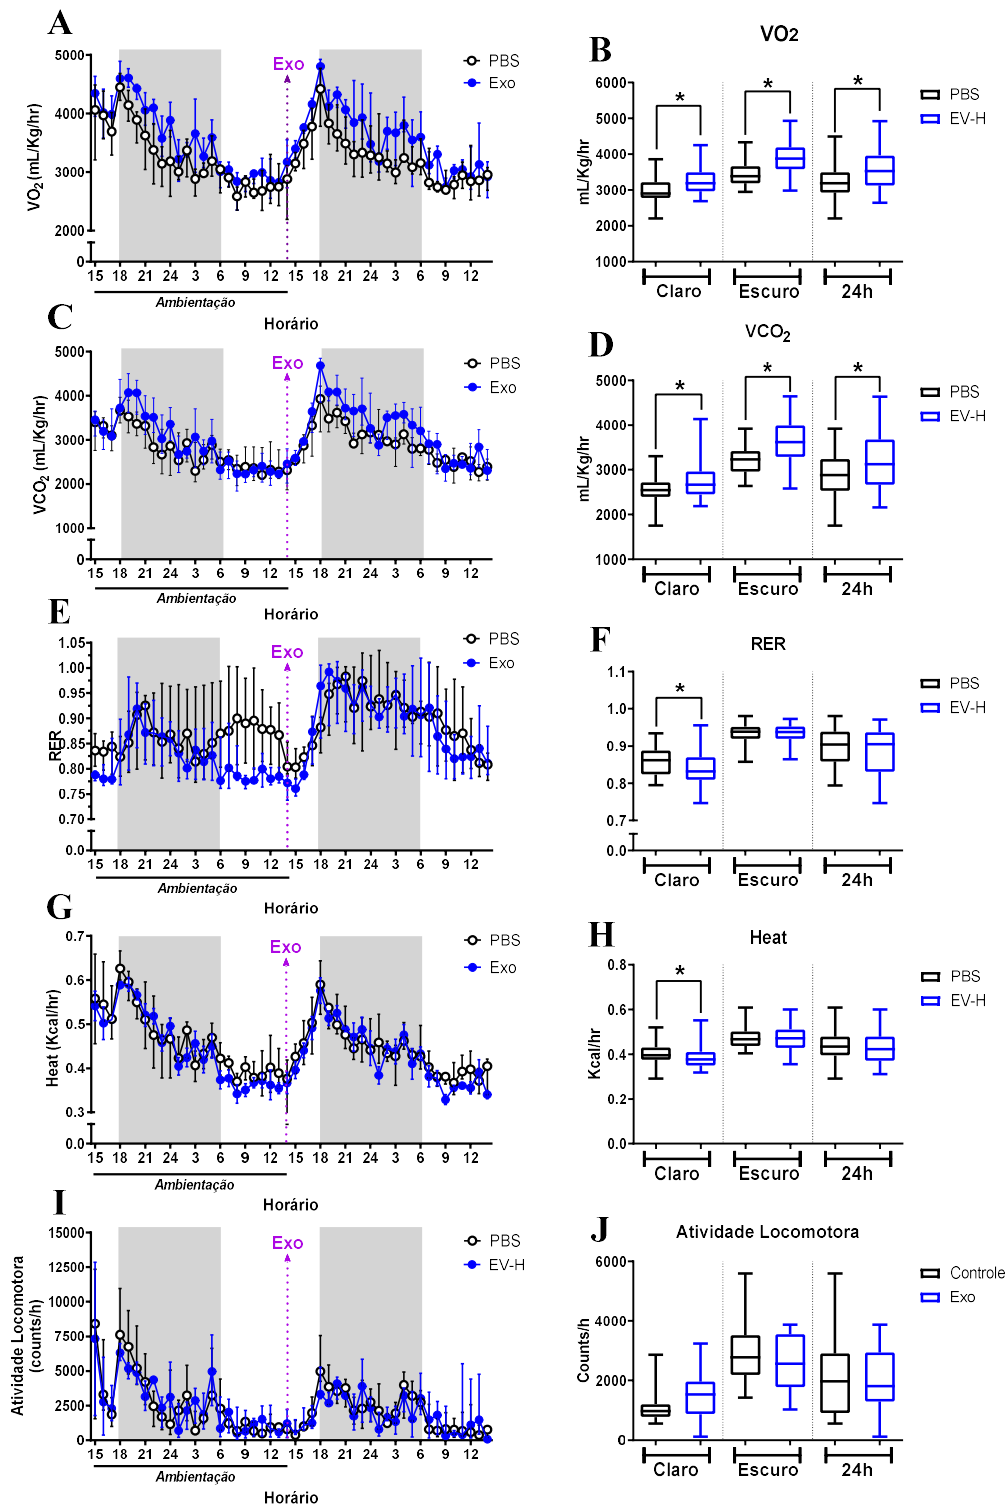 A
VO2 (mL/Kg/hr)
5000
4000
3000
2000
0
Exo
PBS
Exo
15 18 21 24 3 6 9 12 15 18 21 24 3 6 9 12
Ambientação
Horário
B
VO2
mL/Kg/hr
6000
5000
4000
3000
2000
1000
* * *
PBS
EV-H
Claro Escuro 24h
C
VCO2 (mL/Kg/hr)
5000
4000
3000
2000
1000
0
Exo
PBS
Exo
15 18 21 24 3 6 9 12 15 18 21 24 3 6 9 12
Ambientação
Horário
D
VCO2
mL/Kg/hr
5000
4000
3000
2000
1000
* * *
PBS
EV-H
Claro Escuro 24h
E
RER
1.05
1.00
0.95
0.90
0.85
0.80
0.75
0.70
0.0
Exo
PBS
Exo
15 18 21 24 3 6 9 12 15 18 21 24 3 6 9 12
Ambientação
Horário
F
RER
1.1
1.0
0.9
0.8
0.7
0.0
*
PBS
EV-H
Claro Escuro 24h
G
Heat (Kcal/hr)
0.7
0.6
0.5
0.4
0.3
0.0
Exo
PBS
Exo
15 18 21 24 3 6 9 12 15 18 21 24 3 6 9 12
Ambientação
Horário
H
Heat
Kcal/hr
0.8
0.6
0.4
0.2
0.0
*
PBS
EV-H
Claro Escuro 24h
I
Atividade Locomotora
(counts/h)
15000
12500
10000
7500
5000
2500
0
Exo
PBS
EV-H
15 18 21 24 3 6 9 12 15 18 21 24 3 6 9 12
Ambientação
Horário
J
Atividade Locomotora
Counts/h
6000
4000
2000
0
Controle
Exo
Claro Escuro 24h